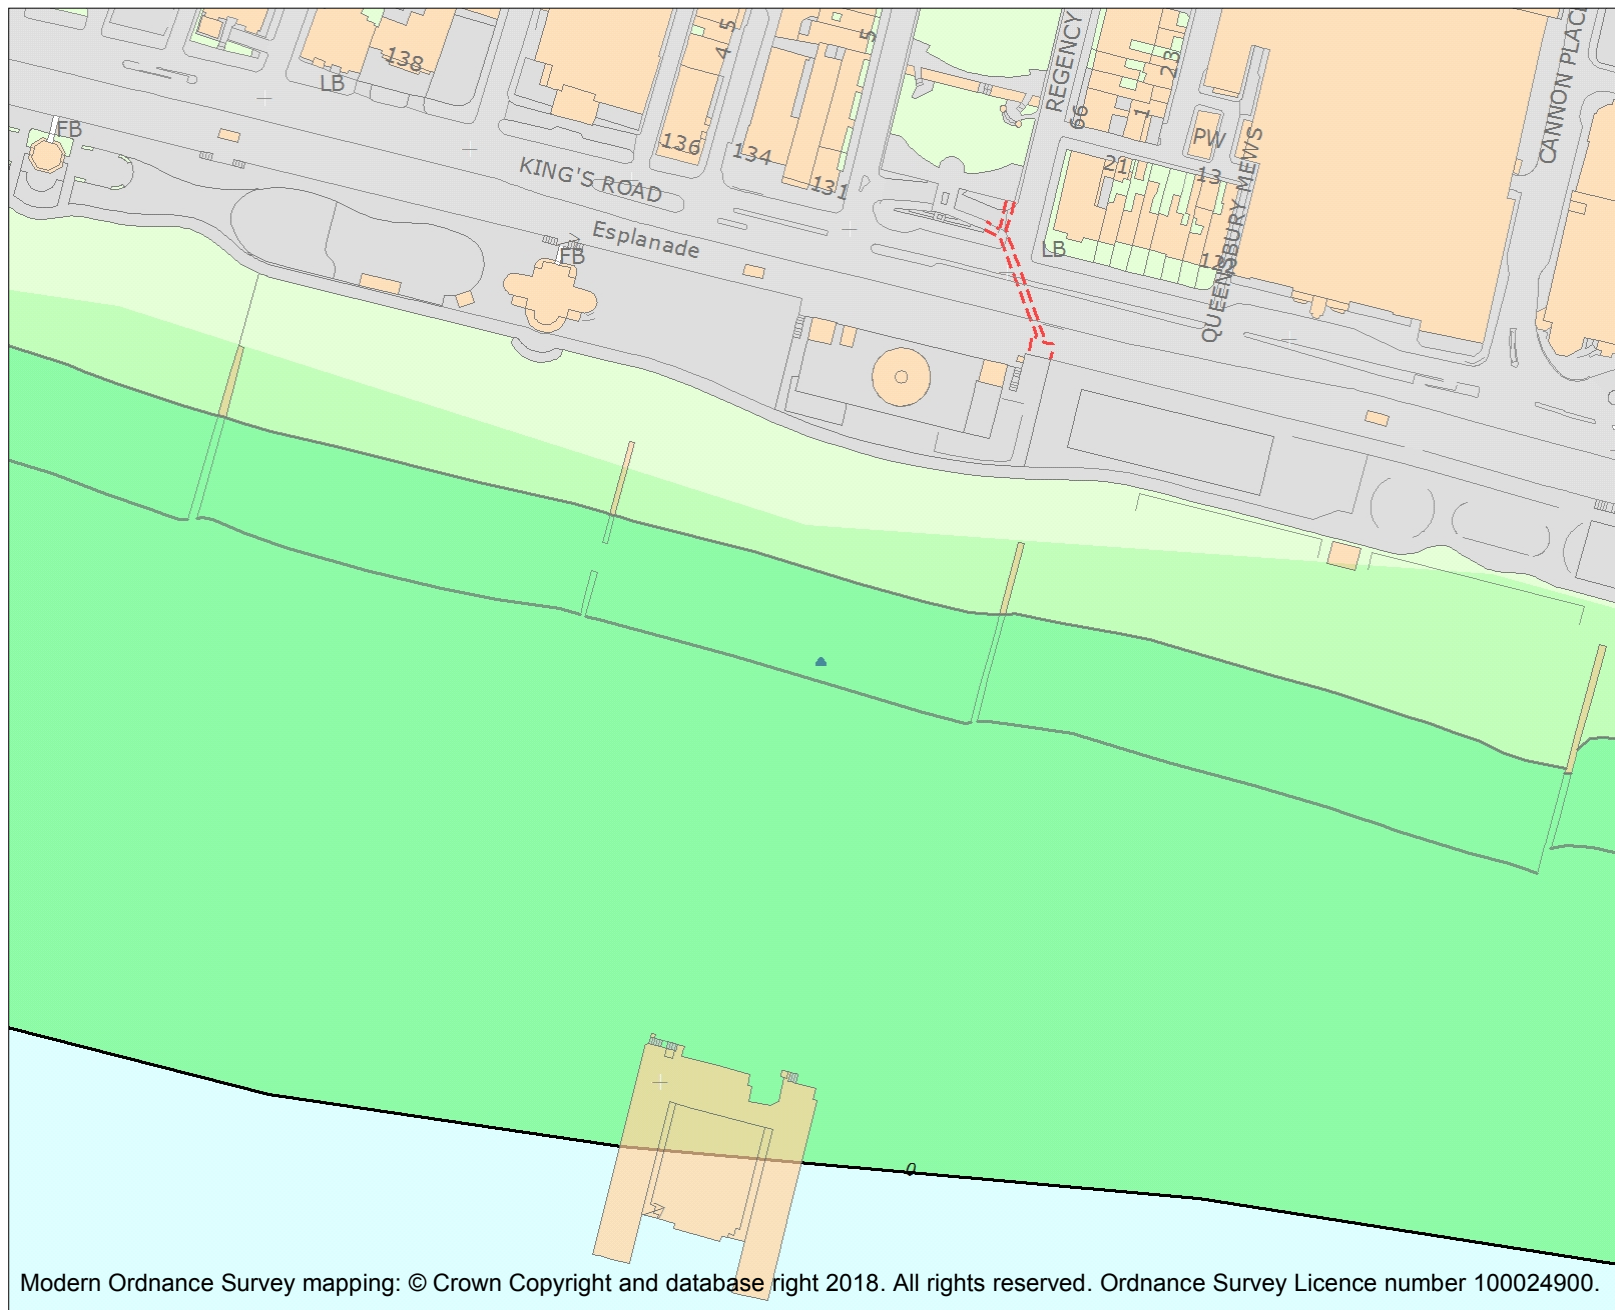 138
LB
FB
4 5
136
134
5
131
KING'S ROAD
Esplanade
FB
REGENCY
66
23
1
PW
21
13
LB
122
QUEENSBURY MEWS
CANNON PLACE
0
Modern Ordnance Survey mapping: © Crown Copyright and database right 2018. All rights reserved. Ordnance Survey Licence number 100024900.